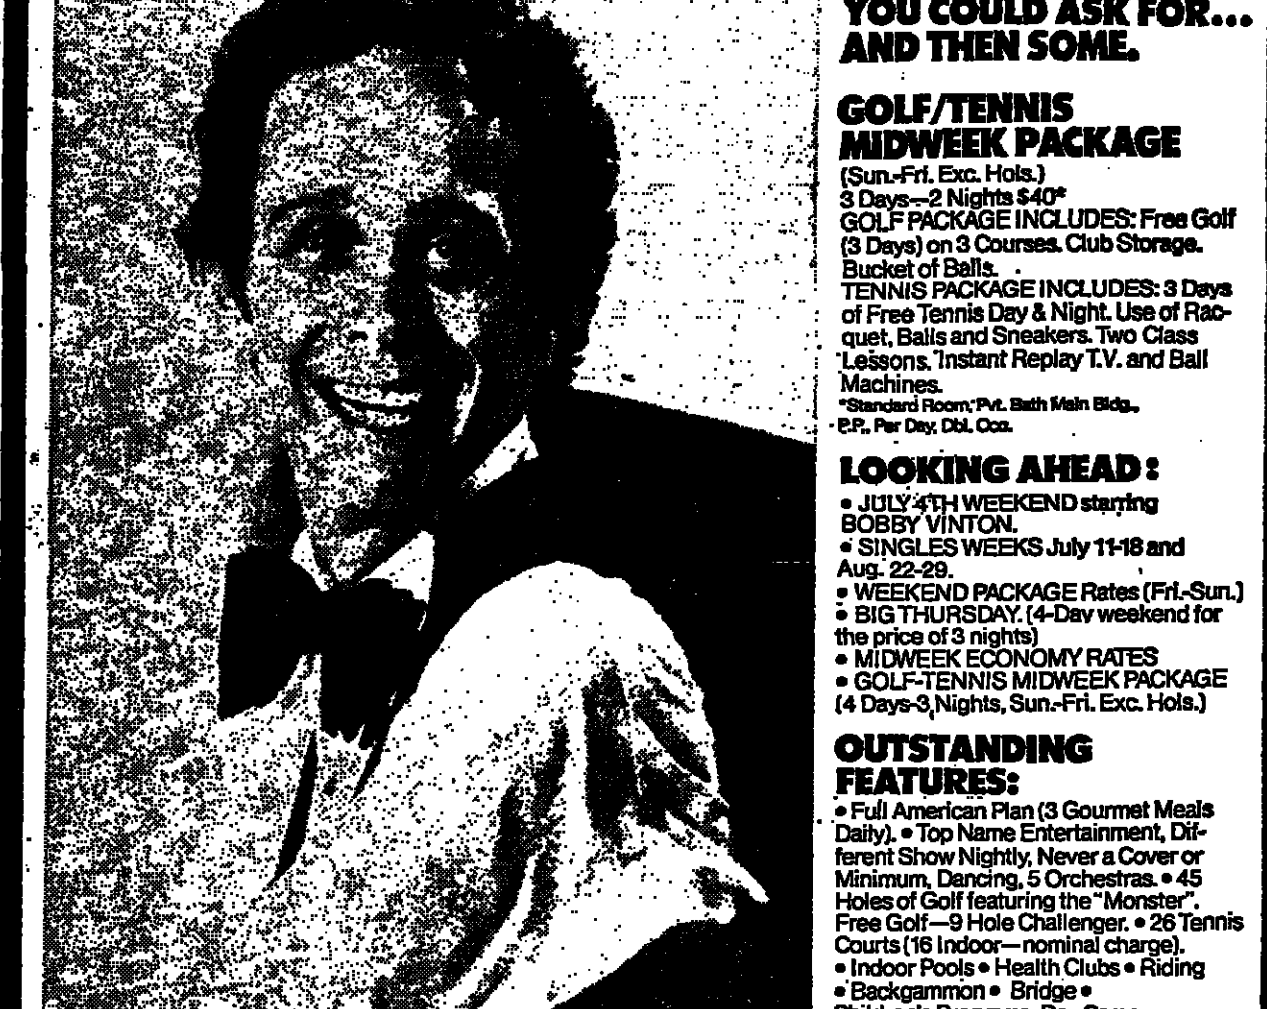 YOU COULD ASK FOR...
AND THEN SOME.
GOLF/TENNIS
MIDWEEK PACKAGE
(Sun.-Fri. Exc. Hols.)
3 Days—2 Nights $40*
GOLF PACKAGE INCLUDES: Free Golf
(3 Days) on 3 Courses. Club Storage.
Bucket of Balls.
TENNIS PACKAGE INCLUDES: 3 Days
of Free Tennis Day & Night. Use of Rac-
quet, Balls and Sneakers. Two Class
Lessons. Instant Replay T.V. and Ball
Machines.
*Standard Room, Pvt. Bath Main Bldg.,
P.P., Per Day, Dbl. Occ.
LOOKING AHEAD:
• JULY 4TH WEEKEND starring
BOBBY VINTON.
• SINGLES WEEKS July 11-18 and
Aug. 22-29.
• WEEKEND PACKAGE Rates (Fri.-Sun.)
• BIG THURSDAY. (4-Day weekend for
the price of 3 nights)
• MIDWEEK ECONOMY RATES
• GOLF-TENNIS MIDWEEK PACKAGE
(4 Days-3 Nights, Sun.-Fri. Exc. Hols.)
OUTSTANDING
FEATURES:
• Full American Plan (3 Gourmet Meals
Daily). • Top Name Entertainment, Dif-
ferent Show Nightly, Never a Cover or
Minimum, Dancing, 5 Orchestras. • 45
Holes of Golf featuring the "Monster".
Free Golf—9 Hole Challenger. • 26 Tennis
Courts (16 Indoor—nominal charge).
• Indoor Pools • Health Clubs • Riding
• Backgammon • Bridge •